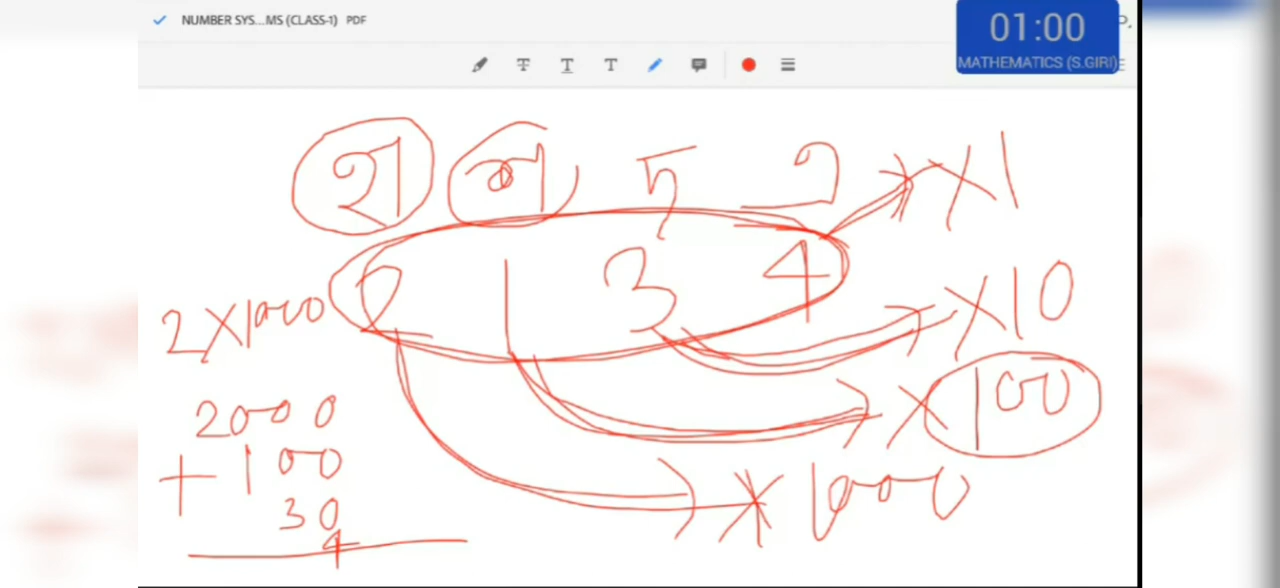 NUMBER SYS...MS (CLASS-1) PDF
01:00
MATHEMATICS (S.GIRI)
T T T
×1
2 1 3 4
2×1000
×10
2000
×100
+ 100
×1000
30
4